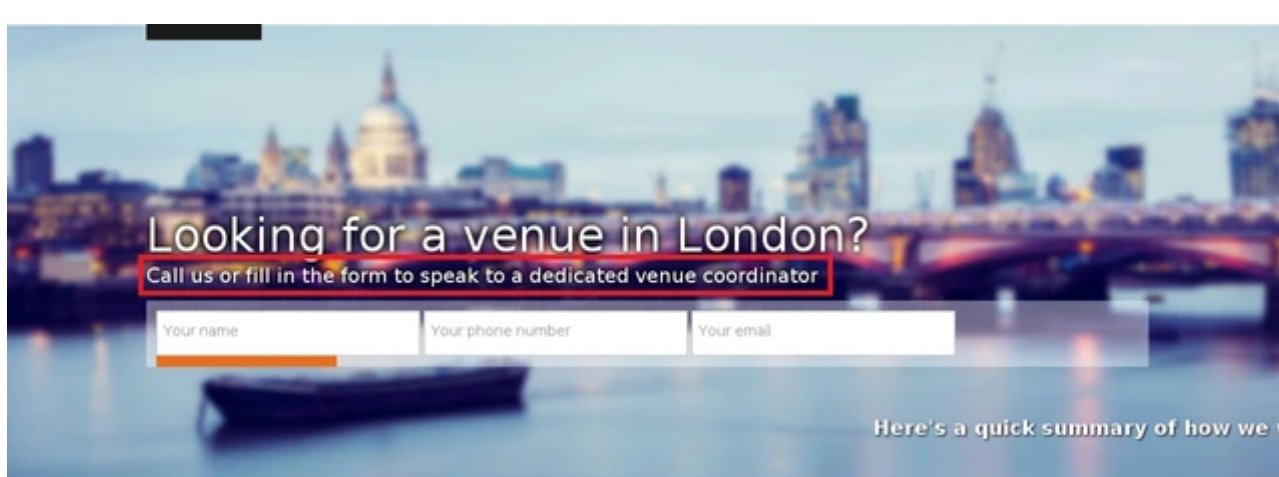 Looking for a venue in London?
Call us or fill in the form to speak to a dedicated venue coordinator
Your name Your phone number Your email
Here's a quick summary of how we